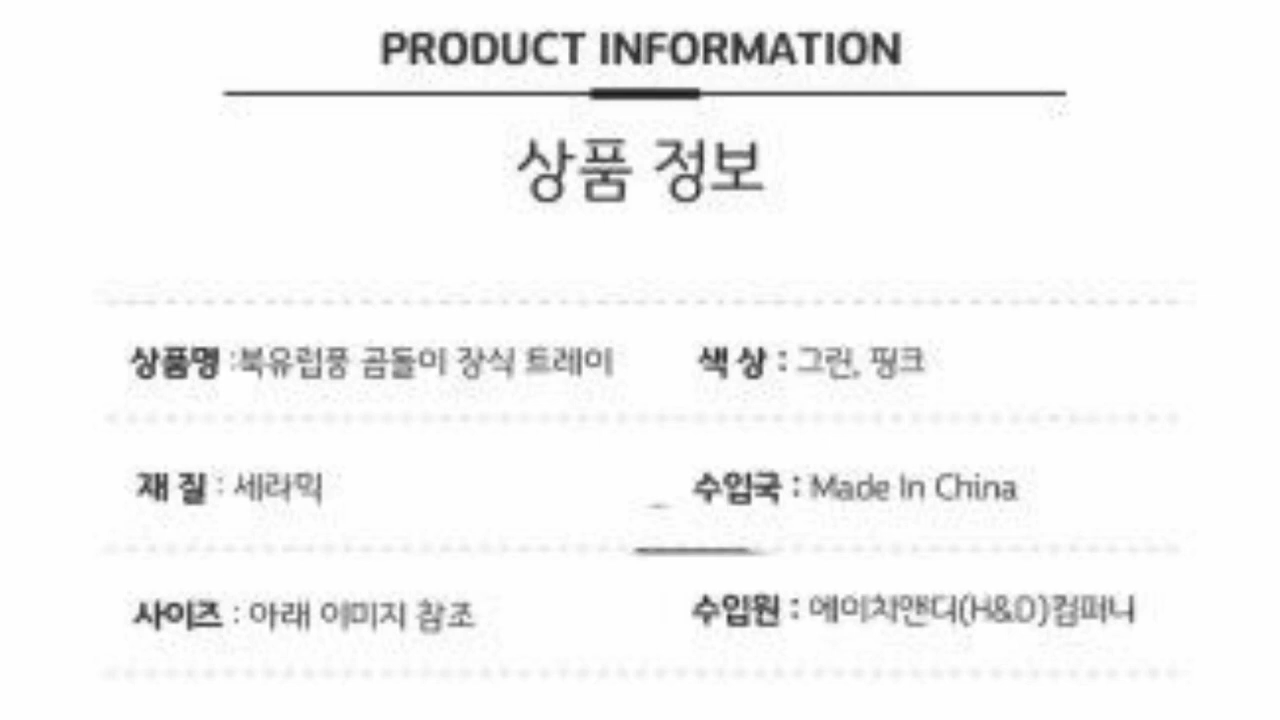 PRODUCT INFORMATION
상품 정보
상품명 :북유럽풍 곰돌이 장식 트레이
색 상 : 그린, 핑크
재 질 : 세라믹
수입국 : Made In China
사이즈 : 아래 이미지 참조
수입원 : 에이치앤디(H&D)컴퍼니